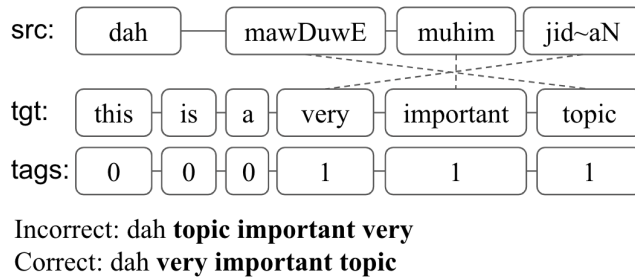 src: dah mawDuwE muhim jid~aN
tgt: this is a very important topic
tags: 0 0 0 1 1 1
Incorrect: dah topic important very
Correct: dah very important topic